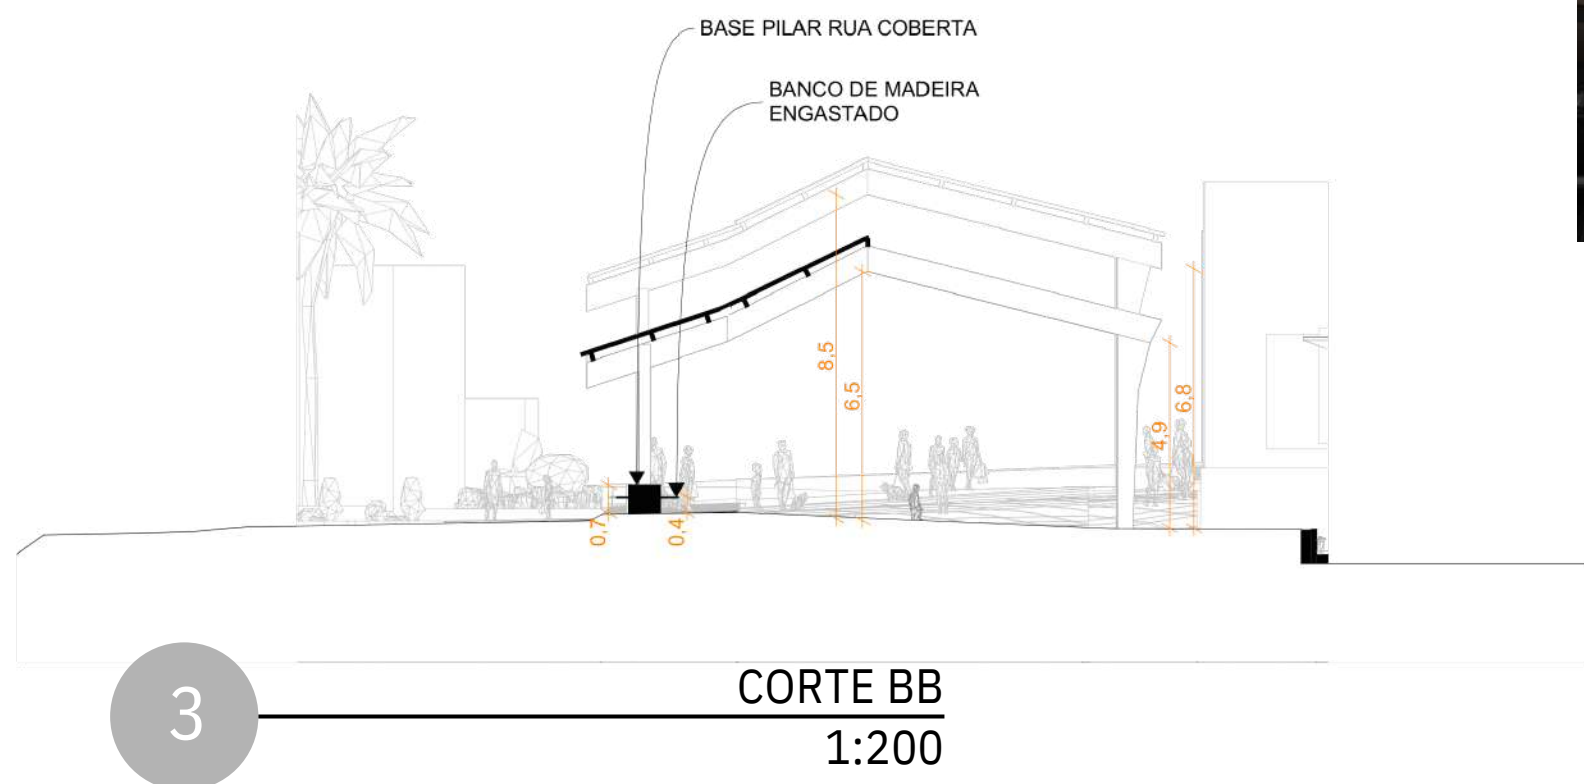 BASE PILAR RUA COBERTA
BANCO DE MADEIRA
ENGASTADO
8,5
6,5
6,8
4,9
0,7
0,4
3
CORTE BB
1:200